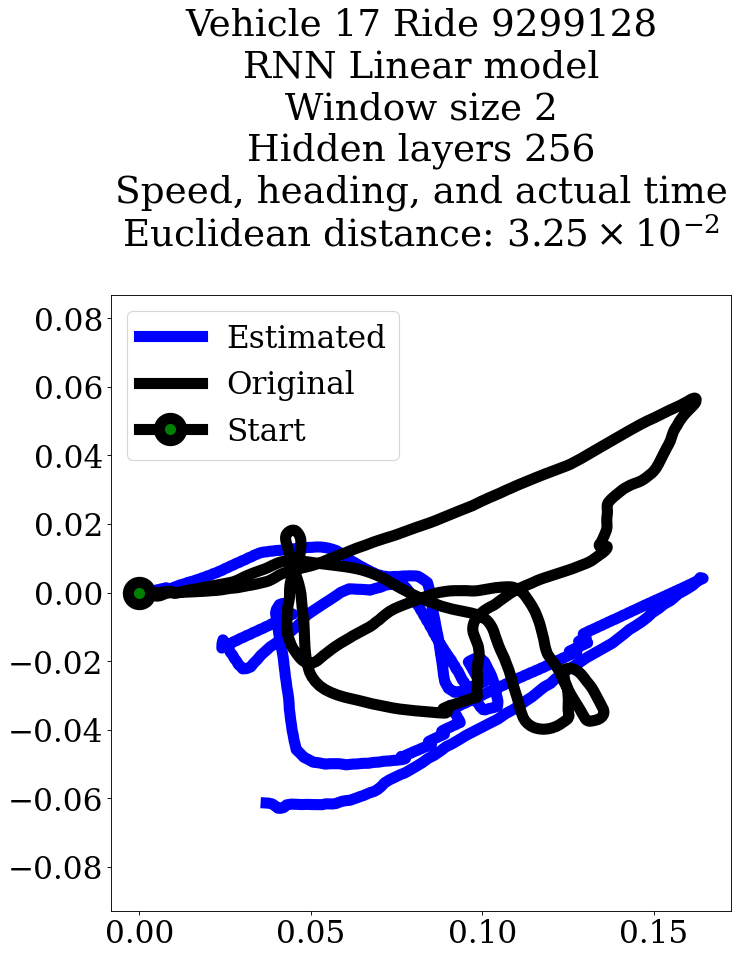 Vehicle 17 Ride 9299128
RNN Linear model
Window size 2
Hidden layers 256
Speed, heading, and actual time
Euclidean distance: 3.25 × 10⁻²
Estimated
Original
Start
0.08
0.06
0.04
0.02
0.00
−0.02
−0.04
−0.06
−0.08
0.00 0.05 0.10 0.15